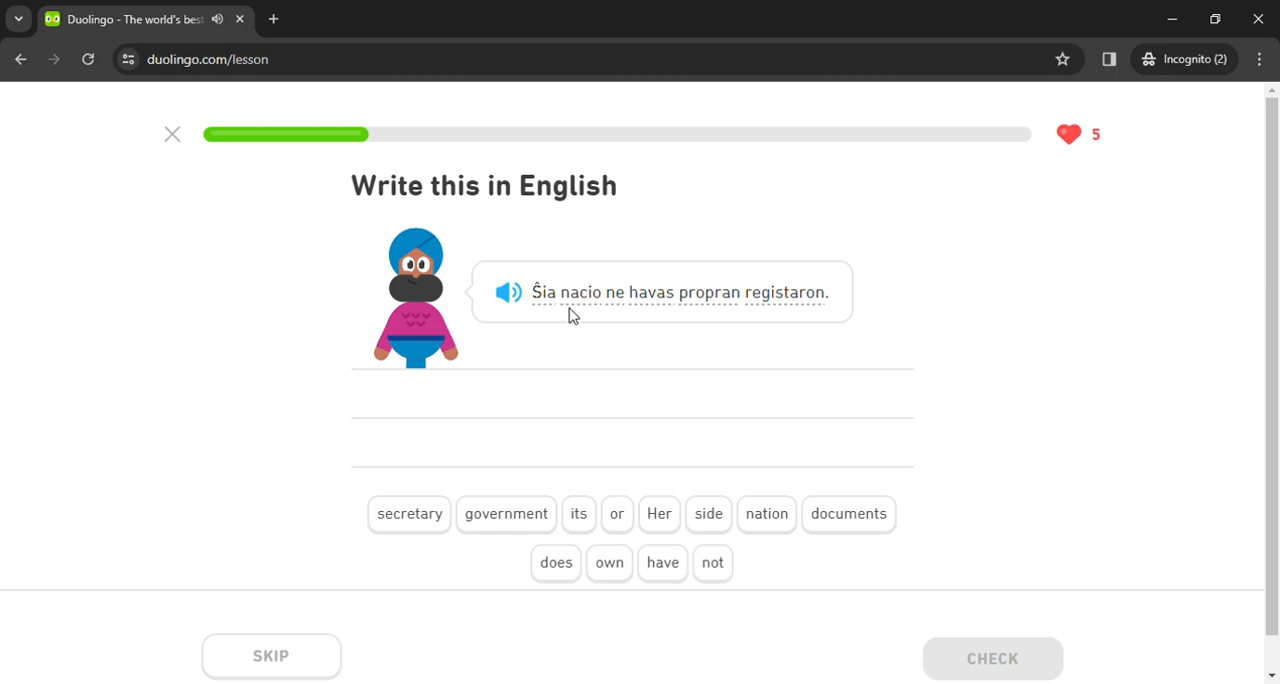 Duolingo - The world's best
duolingo.com/lesson
Incognito (2)
5
Write this in English
Ŝia nacio ne havas propran registaron.
secretary government its or Her side nation documents
does own have not
SKIP
CHECK